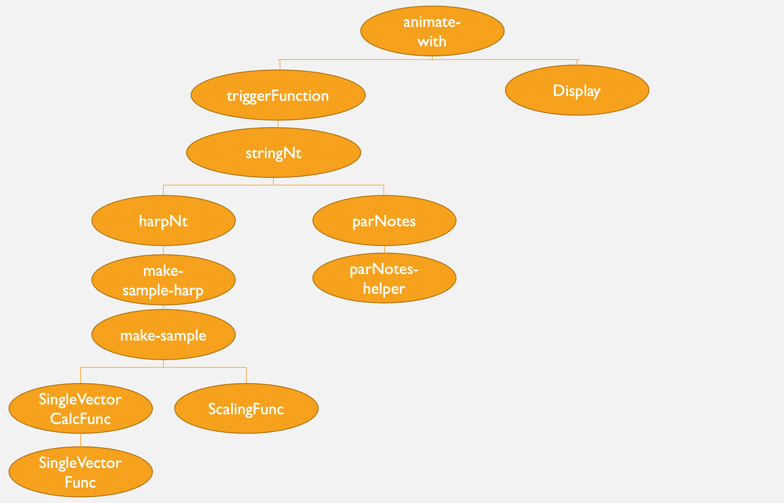 animate-
with
triggerFunction
Display
stringNt
harpNt
parNotes
make-
sample-harp
parNotes-
helper
make-sample
SingleVector
CalcFunc
ScalingFunc
SingleVector
Func